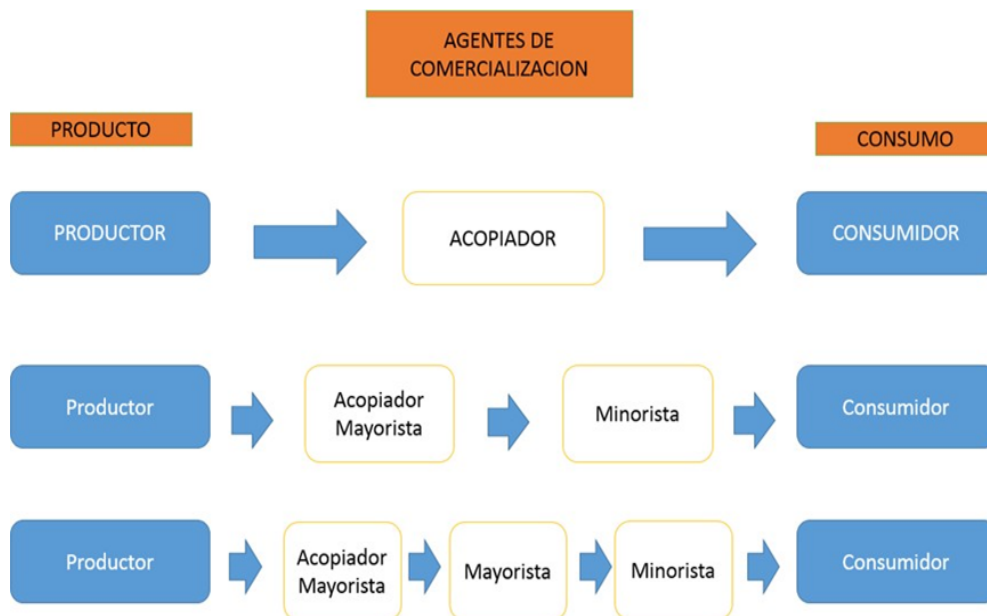 AGENTES DE
COMERCIALIZACION
PRODUCTO
CONSUMO
PRODUCTOR
ACOPIADOR
CONSUMIDOR
Productor
Acopiador
Mayorista
Minorista
Consumidor
Productor
Acopiador
Mayorista
Mayorista
Minorista
Consumidor